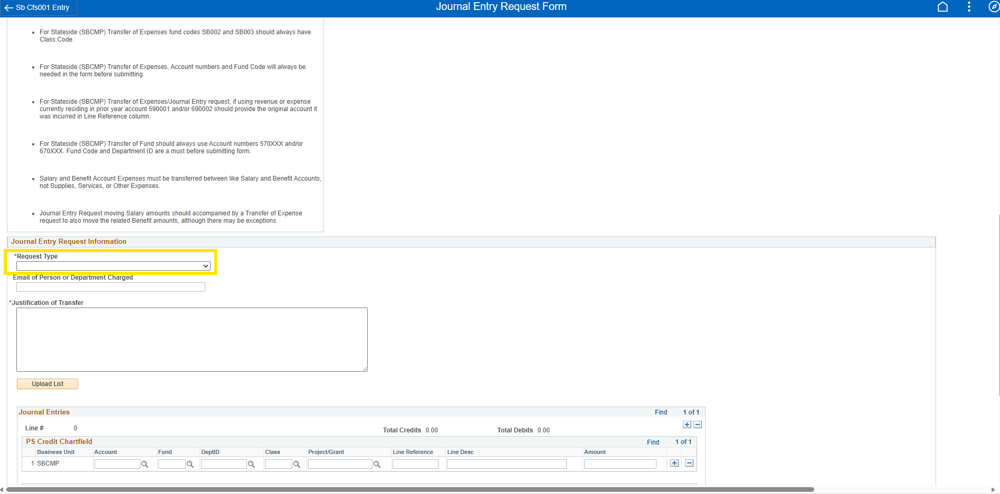 Sb Cfs001 Entry
Journal Entry Request Form
For Stateside (SBCMP) Transfer of Expenses fund codes SB002 and SB003 should always have
Class Code.
For Stateside (SBCMP) Transfer of Expenses, Account numbers and Fund Code will always be
needed in the form before submitting.
For Stateside (SBCMP) Transfer of Expenses/Journal Entry request, if using revenue or expense
currently residing in prior year account 590001 and/or 690002 should provide the original account it
was incurred in Line Reference column.
For Stateside (SBCMP) Transfer of Fund should always use Account numbers 570XXX and/or
670XXX. Fund Code and Department ID are a must before submitting form.
Salary and Benefit Account Expenses must be transferred between like Salary and Benefit Accounts,
not Supplies, Services, or Other Expenses.
Journal Entry Request moving Salary amounts should accompanied by a Transfer of Expense
request to also move the related Benefit amounts, although there may be exceptions.
Journal Entry Request Information
*Request Type
Email of Person or Department Charged
*Justification of Transfer
Upload List
Journal Entries Find 1 of 1
Line # 0 Total Credits 0.00 Total Debits 0.00
PS Credit Chartfield Find 1 of 1
Business Unit Account Fund DeptID Class Project/Grant Line Reference Line Desc Amount
1 SBCMP